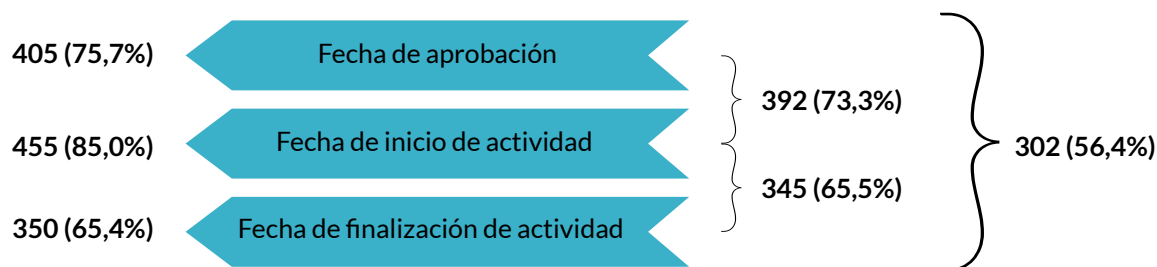 405 (75,7%)
Fecha de aprobación
392 (73,3%)
455 (85,0%)
Fecha de inicio de actividad
302 (56,4%)
345 (65,5%)
350 (65,4%)
Fecha de finalización de actividad